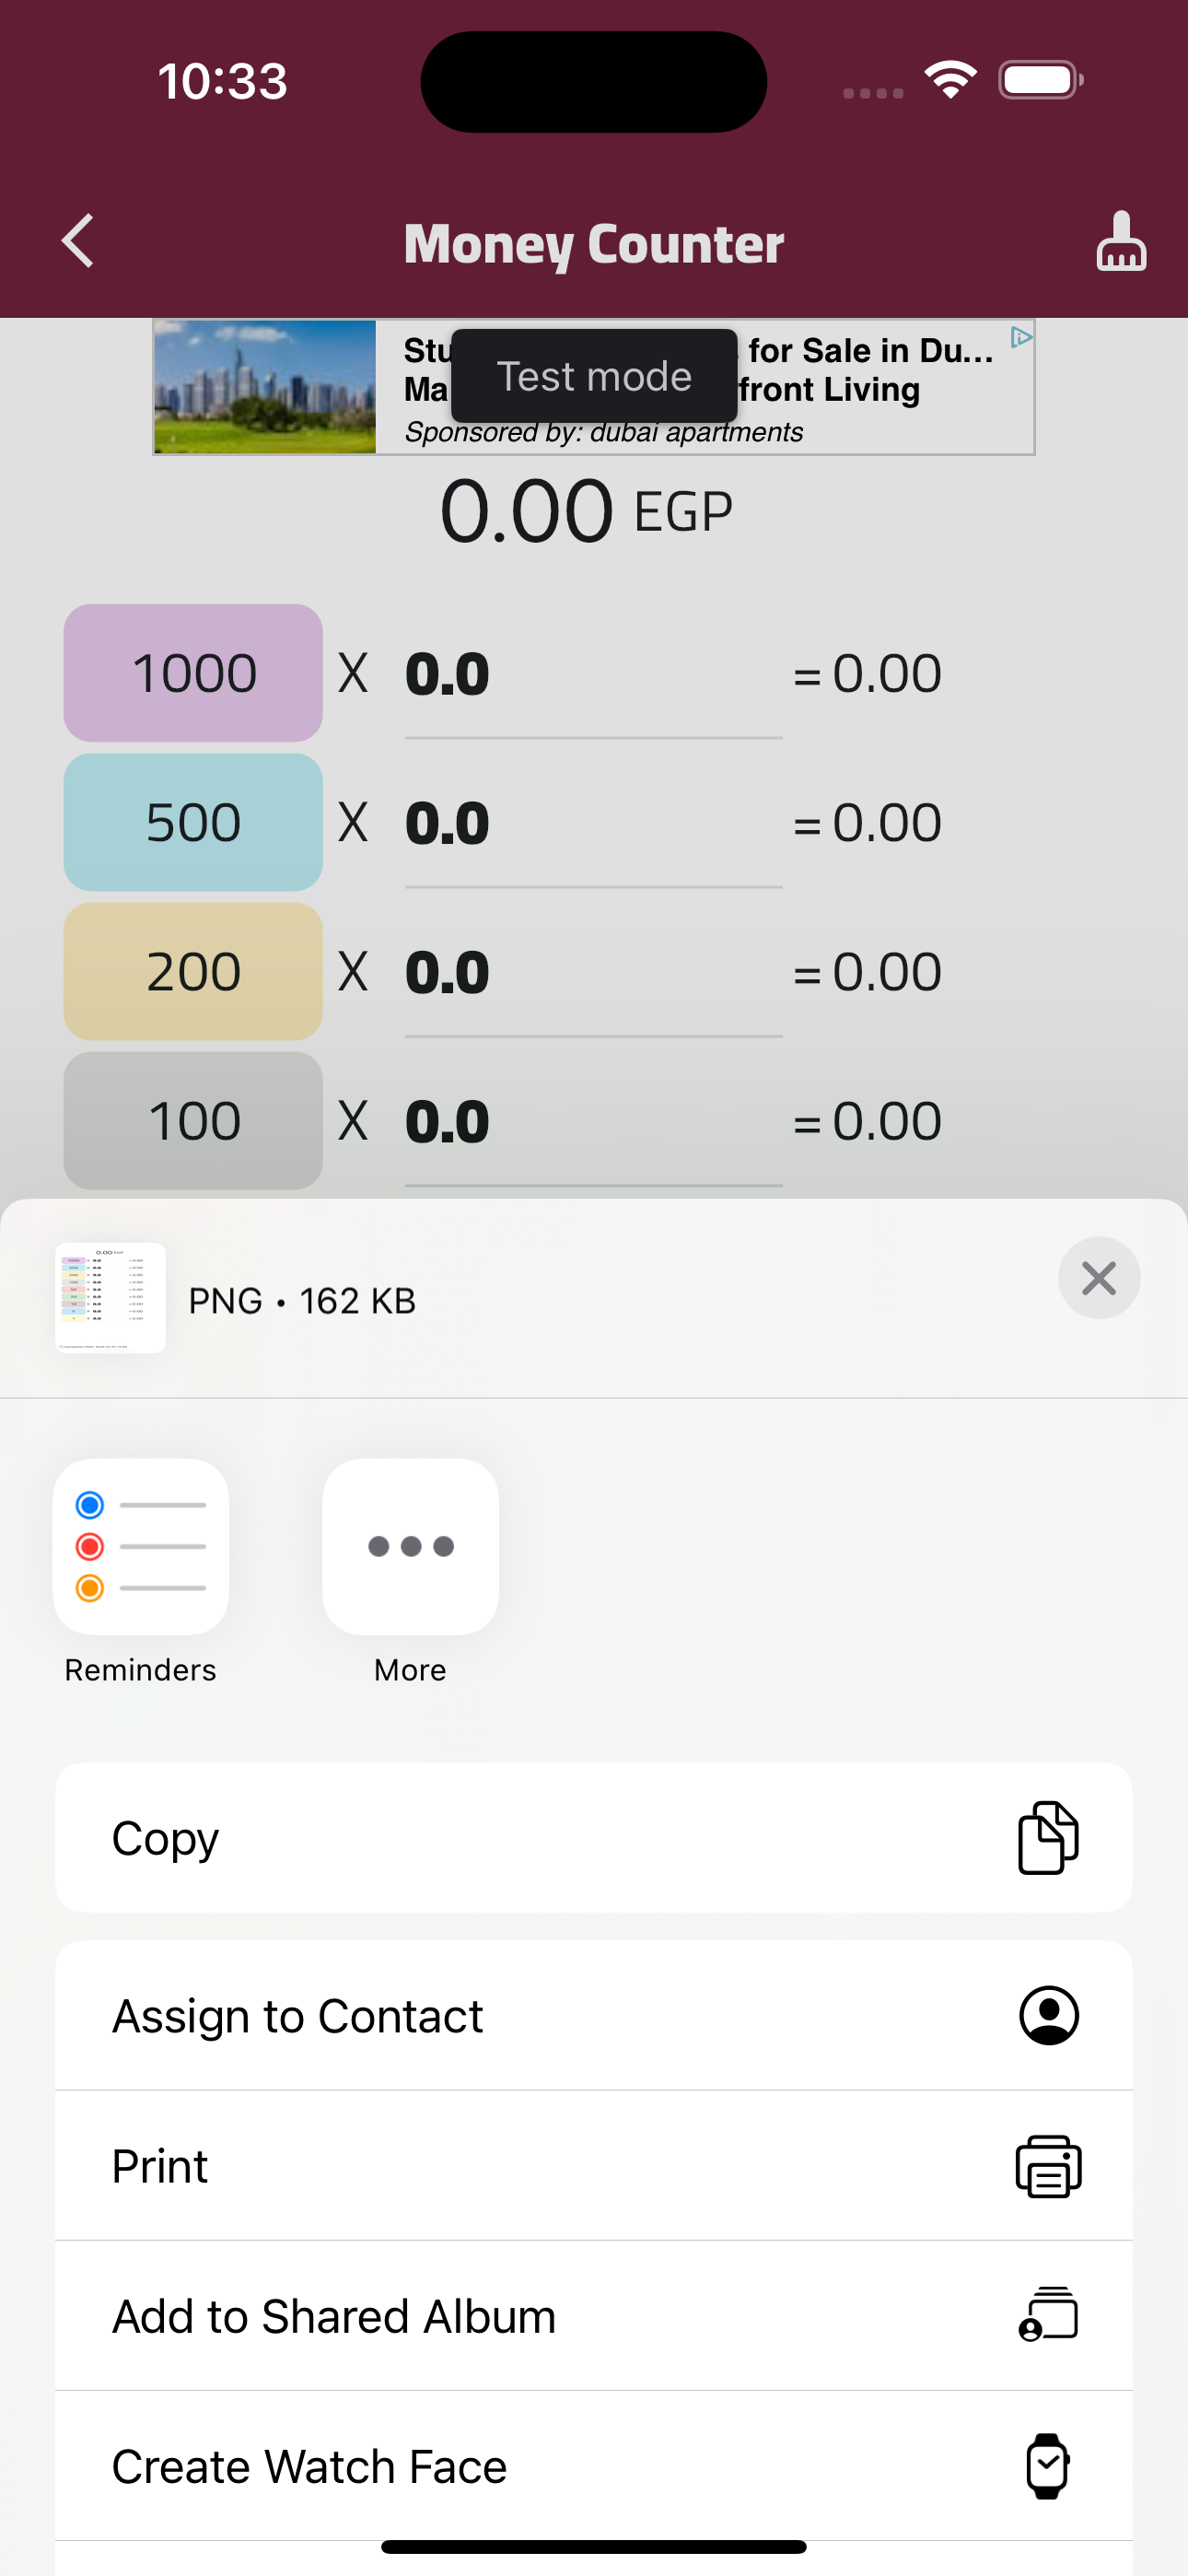 10:33
Money Counter
Stu for Sale in Du...
Ma front Living
Test mode
Sponsored by: dubai apartments
0.00 EGP
1000 X 0.0 = 0.00
500 X 0.0 = 0.00
200 X 0.0 = 0.00
100 X 0.0 = 0.00
0.00 EGP
PNG • 162 KB
Reminders
More
Copy
Assign to Contact
Print
Add to Shared Album
Create Watch Face